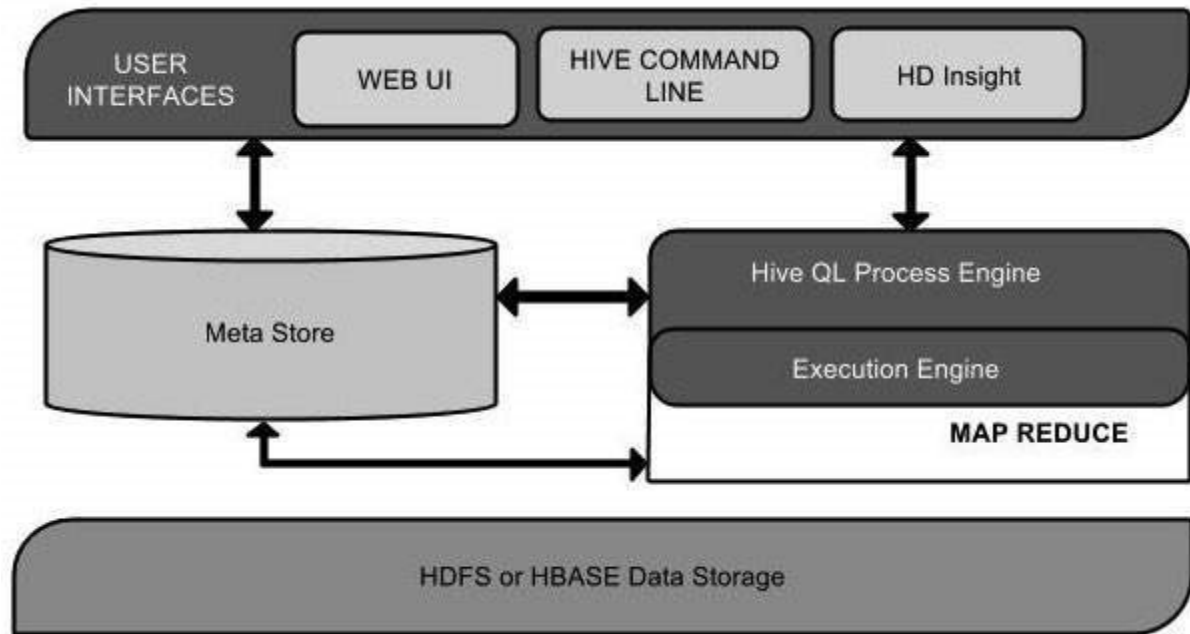 USER
INTERFACES
WEB UI
HIVE COMMAND
LINE
HD Insight
Meta Store
Hive QL Process Engine
Execution Engine
MAP REDUCE
HDFS or HBASE Data Storage